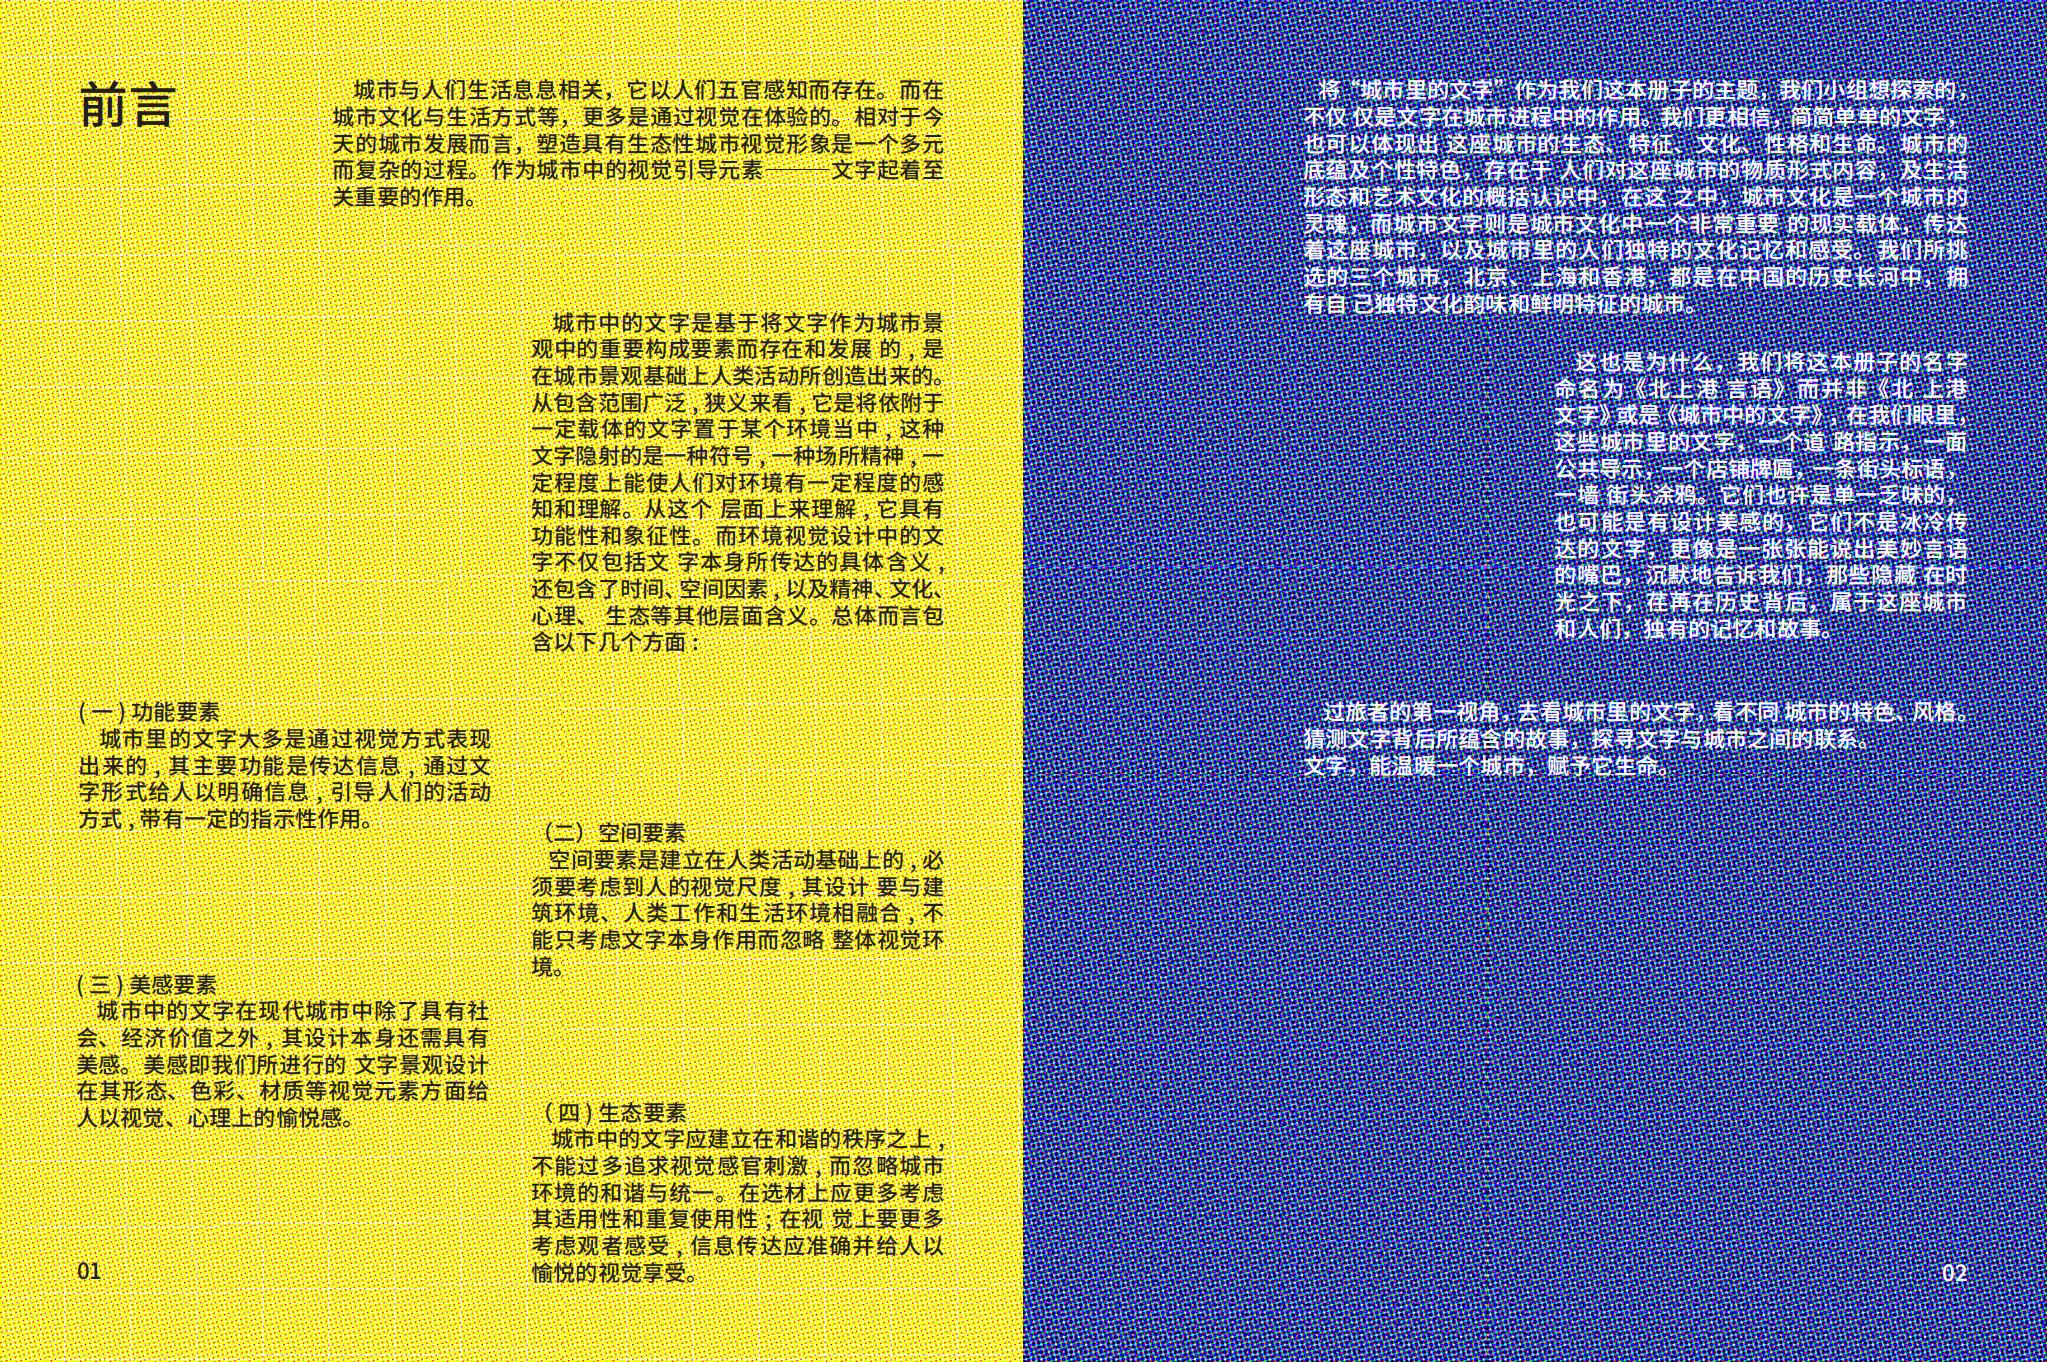 前言
城市与人们生活息息相关，它以人们五官感知而存在。而在
城市文化与生活方式等，更多是通过视觉在体验的。相对于今
天的城市发展而言，塑造具有生态性城市视觉形象是一个多元
而复杂的过程。作为城市中的视觉引导元素———文字起着至
关重要的作用。
城市中的文字是基于将文字作为城市景
观中的重要构成要素而存在和发展 的 , 是
在城市景观基础上人类活动所创造出来的。
从包含范围广泛 , 狭义来看 , 它是将依附于
一定载体的文字置于某个环境当中 , 这种
文字隐射的是一种符号 , 一种场所精神 , 一
定程度上能使人们对环境有一定程度的感
知和理解。从这个 层面上来理解 , 它具有
功能性和象征性。而环境视觉设计中的文
字不仅包括文 字本身所传达的具体含义 ,
还包含了时间、空间因素 , 以及精神、文化、
心理、 生态等其他层面含义。总体而言包
含以下几个方面 :
( 一 ) 功能要素
城市里的文字大多是通过视觉方式表现
出来的 , 其主要功能是传达信息 , 通过文
字形式给人以明确信息 , 引导人们的活动
方式 , 带有一定的指示性作用。
（二）空间要素
空间要素是建立在人类活动基础上的 , 必
须要考虑到人的视觉尺度 , 其设计 要与建
筑环境、人类工作和生活环境相融合 , 不
能只考虑文字本身作用而忽略 整体视觉环
境。
( 三 ) 美感要素
城市中的文字在现代城市中除了具有社
会、经济价值之外 , 其设计本身还需具有
美感。美感即我们所进行的 文字景观设计
在其形态、色彩、材质等视觉元素方面给
人以视觉、心理上的愉悦感。
（四 ) 生态要素
城市中的文字应建立在和谐的秩序之上 ,
不能过多追求视觉感官刺激 , 而忽略城市
环境的和谐与统一。在选材上应更多考虑
其适用性和重复使用性 ; 在视 觉上要更多
考虑观者感受 , 信息传达应准确并给人以
愉悦的视觉享受。
01
将“城市里的文字”作为我们这本册子的主题，我们小组想探索的，
不仅 仅是文字在城市进程中的作用。我们更相信，简简单单的文字，
也可以体现出 这座城市的生态、特征、文化、性格和生命。城市的
底蕴及个性特色，存在于 人们对这座城市的物质形式内容，及生活
形态和艺术文化的概括认识中，在这 之中，城市文化是一个城市的
灵魂，而城市文字则是城市文化中一个非常重要 的现实载体，传达
着这座城市，以及城市里的人们独特的文化记忆和感受。我们所挑
选的三个城市，北京、上海和香港，都是在中国的历史长河中，拥
有自 己独特文化韵味和鲜明特征的城市。
这也是为什么，我们将这本册子的名字
命名为《北上港 言语》而并非《北 上港
文字》或是《城市中的文字》，在我们眼里，
这些城市里的文字，一个道 路指示，一面
公共导示，一个店铺牌匾，一条街头标语，
一墙 街头涂鸦。它们也许是单一乏味的，
也可能是有设计美感的，它们不是冰冷传
达的文字，更像是一张张能说出美妙言语
的嘴巴，沉默地告诉我们，那些隐藏 在时
光之下，荏苒在历史背后，属于这座城市
和人们，独有的记忆和故事。
过旅者的第一视角，去看城市里的文字，看不同 城市的特色、风格。
猜测文字背后所蕴含的故事，探寻文字与城市之间的联系。
文字，能温暖一个城市，赋予它生命。
02